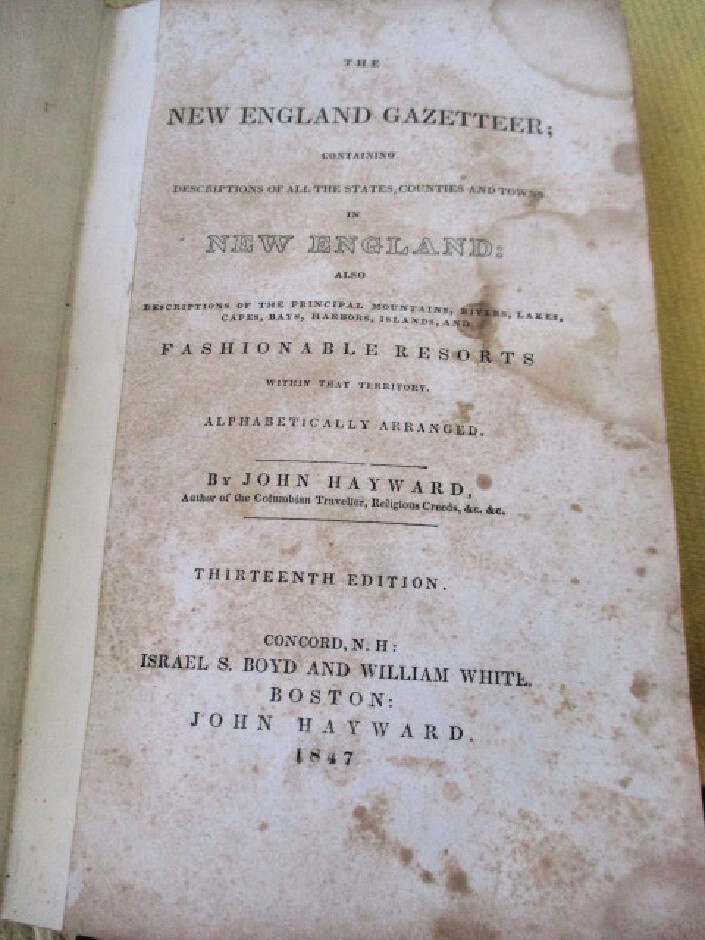 THE
NEW ENGLAND GAZETTEER;
CONTAINING
DESCRIPTIONS OF ALL THE STATES, COUNTIES AND TOWNS
IN
NEW ENGLAND:
ALSO
DESCRIPTIONS OF THE PRINCIPAL MOUNTAINS, RIVERS, LAKES,
CAPES, BAYS, HARBORS, ISLANDS, AND
FASHIONABLE RESORTS
WITHIN THAT TERRITORY.
ALPHABETICALLY ARRANGED.
By JOHN HAYWARD,
Author of the Columbian Traveller, Religious Creeds, &c. &c.
THIRTEENTH EDITION.
CONCORD, N. H:
ISRAEL S. BOYD AND WILLIAM WHITE.
BOSTON:
JOHN HAYWARD.
1847